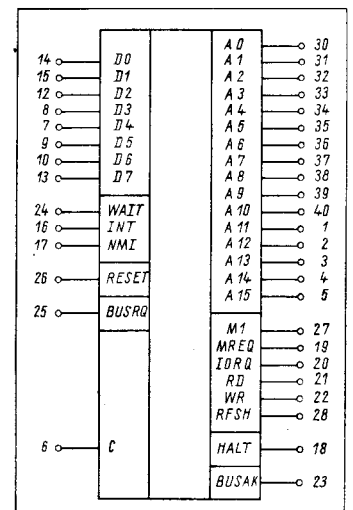 A0 30
14 D0 A1 31
15 D1 A2 32
12 D2 A3 33
8 D3 A4 34
7 D4 A5 35
9 D5 A6 36
10 D6 A7 37
13 D7 A8 38
A9 39
24 WAIT A10 40
16 INT A11 1
17 NMI A12 2
A13 3
26 RESET A14 4
A15 5
25 BUSRQ
M1 27
MREQ 19
IORQ 20
RD 21
WR 22
RFSH 28
6 C HALT 18
BUSAK 23